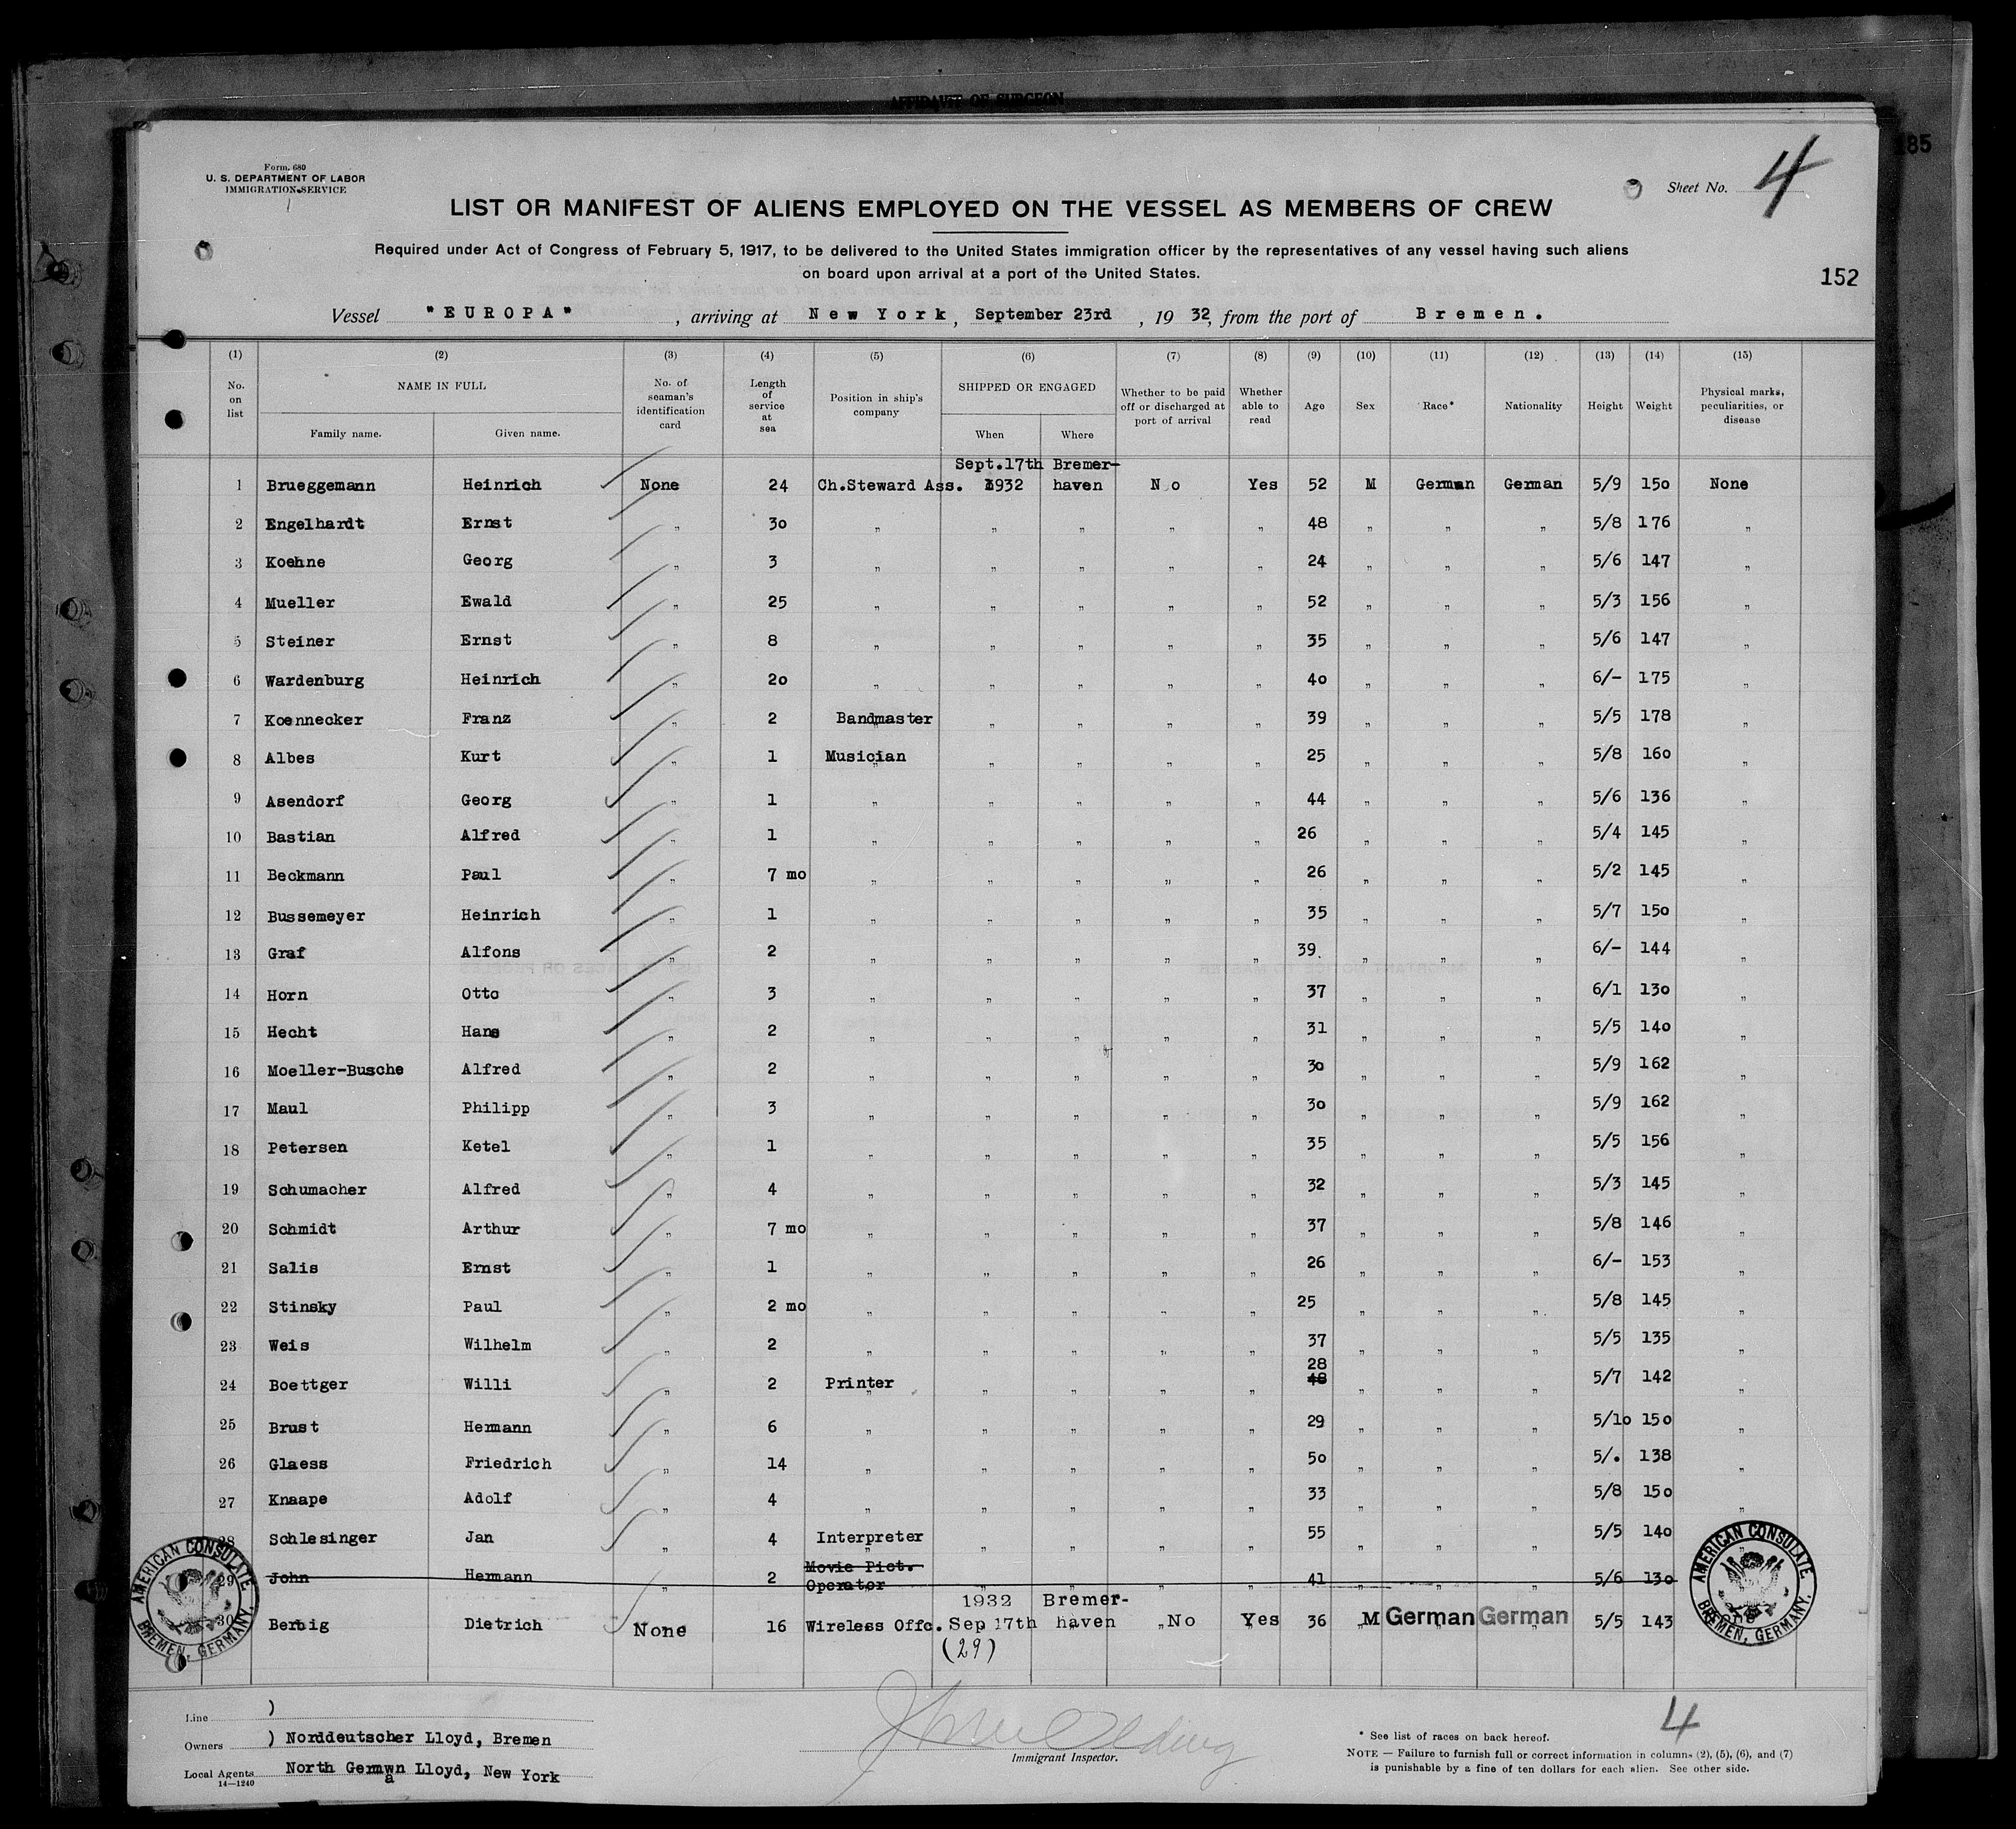 AFFIDAVIT OF SURGEON
185
Form 680
U. S. DEPARTMENT OF LABOR
IMMIGRATION SERVICE
Sheet No. 4
LIST OR MANIFEST OF ALIENS EMPLOYED ON THE VESSEL AS MEMBERS OF CREW
Required under Act of Congress of February 5, 1917, to be delivered to the United States immigration officer by the representatives of any vessel having such aliens
on board upon arrival at a port of the United States.
152
Vessel "EUROPA", arriving at New York, September 23rd, 1932, from the port of Bremen.
(1) (2) (3) (4) (5) (6) (7) (8) (9) (10) (11) (12) (13) (14) (15)
No. on list NAME IN FULL Family name. Given name. No. of seaman's identification card Length of service at sea Position in ship's company SHIPPED OR ENGAGED When Where Whether to be paid off or discharged at port of arrival Whether able to read Age Sex Race* Nationality Height Weight Physical marks, peculiarities, or disease
Sept.17th Bremer-
1 Brueggemann Heinrich None 24 Ch.Steward Ass. 1932 haven No Yes 52 M German German 5/9 150 None
2 Engelhardt Ernst " 30 " " " " " 48 " " " 5/8 176 "
3 Koehne Georg " 3 " " " " " 24 " " " 5/6 147 "
4 Mueller Ewald " 25 " " " " " 52 " " " 5/3 156 "
5 Steiner Ernst " 8 " " " " " 35 " " " 5/6 147 "
6 Wardenburg Heinrich " 20 " " " " " 40 " " " 6/- 175 "
7 Koennecker Franz " 2 Bandmaster " " " " 39 " " " 5/5 178 "
8 Albes Kurt " 1 Musician " " " " 25 " " " 5/8 160 "
9 Asendorf Georg " 1 " " " " " 44 " " " 5/6 136 "
10 Bastian Alfred " 1 " " " " " 26 " " " 5/4 145 "
11 Beckmann Paul " 7 mo " " " " " 26 " " " 5/2 145 "
12 Bussemeyer Heinrich " 1 " " " " " 35 " " " 5/7 150 "
13 Graf Alfons " 2 " " " " " 39. " " " 6/- 144 "
14 Horn Otto " 3 " " " " " 37 " " " 6/1 130 "
15 Hecht Hans " 2 " " " " " 31 " " " 5/5 140 "
16 Moeller-Busche Alfred " 2 " " " " " 30 " " " 5/9 162 "
17 Maul Philipp " 3 " " " " " 30 " " " 5/9 162 "
18 Petersen Ketel " 1 " " " " " 35 " " " 5/5 156 "
19 Schumacher Alfred " 4 " " " " " 32 " " " 5/3 145 "
20 Schmidt Arthur " 7 mo " " " " " 37 " " " 5/8 146 "
21 Salis Ernst " 1 " " " " " 26 " " " 6/- 153 "
22 Stinsky Paul " 2 mo " " " " " 25 " " " 5/8 145 "
23 Weis Wilhelm " 2 " " " " " 37 " " " 5/5 135 "
28
24 Boettger Willi " 2 Printer " " " " 48 " " " 5/7 142 "
25 Brust Hermann " 6 " " " " " 29 " " " 5/10 150 "
26 Glaess Friedrich " 14 " " " " " 50 " " " 5/. 138 "
27 Knaape Adolf " 4 " " " " " 33 " " " 5/8 150 "
28 Schlesinger Jan " 4 Interpreter " " " " 55 " " " 5/5 140 "
29 John Hermann " 2 Movie Pict. Operator " " " " 41 " " " 5/6 130
1932 Bremer-
30 Berbig Dietrich None 16 Wireless Offc. Sep 17th haven No Yes 36 M German German 5/5 143
(29)
AMERICAN CONSULATE BREMEN, GERMANY.
AMERICAN CONSULATE BREMEN, GERMANY.
Line )
Owners ) Norddeutscher Lloyd, Bremen
Local Agents North Germwn Lloyd, New York
a
14—1240
Immigrant Inspector.
4
* See list of races on back hereof.
NOTE — Failure to furnish full or correct information in columns (2), (5), (6), and (7)
is punishable by a fine of ten dollars for each alien. See other side.